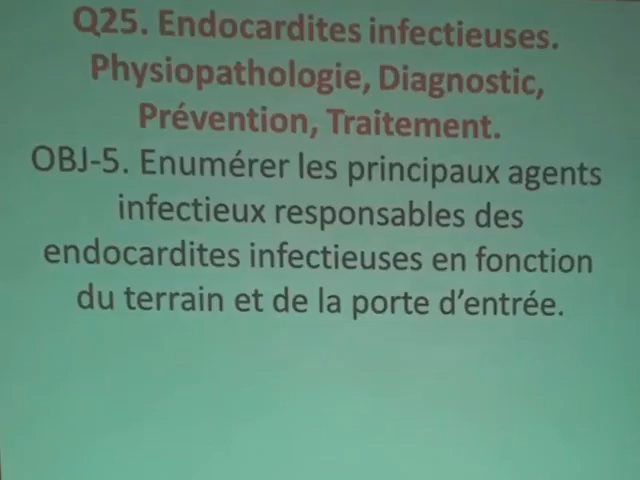 Q25. Endocardites infectieuses.
Physiopathologie, Diagnostic,
Prévention, Traitement.
OBJ-5. Enumérer les principaux agents
infectieux responsables des
endocardites infectieuses en fonction
du terrain et de la porte d'entrée.